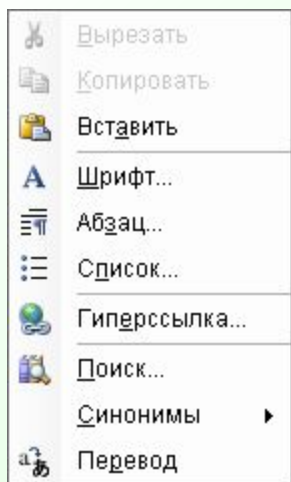 Вырезать
Копировать
Вставить
Шрифт...
Абзац...
Список...
Гиперссылка...
Поиск...
Синонимы
Перевод